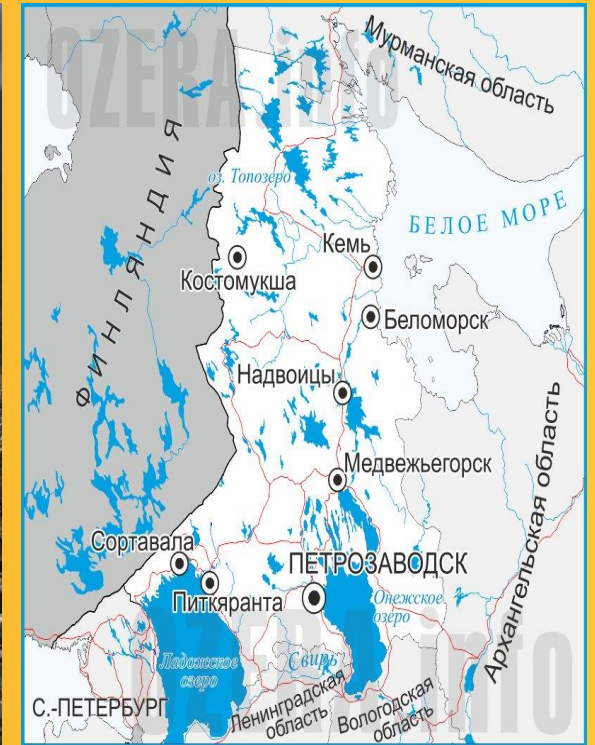 OZERA.info
Мурманская область
ФИНЛЯНДИЯ
оз. Топозеро
БЕЛОЕ МОРЕ
Кемь
Костомукша
Беломорск
Надвоицы
Медвежьегорск
Архангельская область
Сортавала
ПЕТРОЗАВОДСК
Питкяранта
Онежское
озеро
OZERA.info
Ладожское
озеро
Свирь
С.-ПЕТЕРБУРГ
Ленинградская
область
Вологодская
область